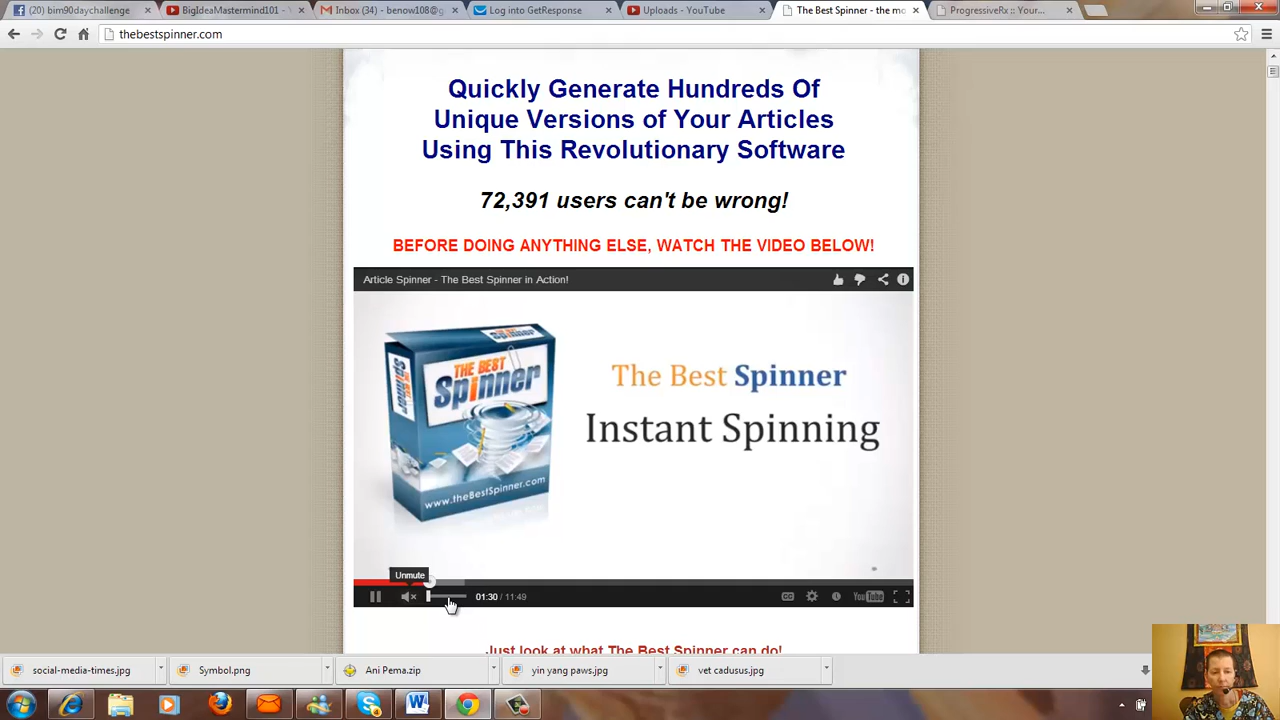 (20) bim90daychallenge
BigIdeaMastermind101 - V
Inbox (34) - benow108@g
Log into GetResponse
Uploads - YouTube
The Best Spinner - the mo
ProgressiveRx :: Your...
thebestspinner.com
Quickly Generate Hundreds Of
Unique Versions of Your Articles
Using This Revolutionary Software
72,391 users can't be wrong!
BEFORE DOING ANYTHING ELSE, WATCH THE VIDEO BELOW!
Article Spinner - The Best Spinner in Action!
Spinner
THE BEST
Spinner
www.theBestSpinner.com
The Best Spinner
Instant Spinning
Unmute
01:30 / 11:49
CC
YouTube
Just look at what The Best Spinner can do!
social-media-times.jpg
Symbol.png
Ani Pema.zip
yin yang paws.jpg
vet cadusus.jpg